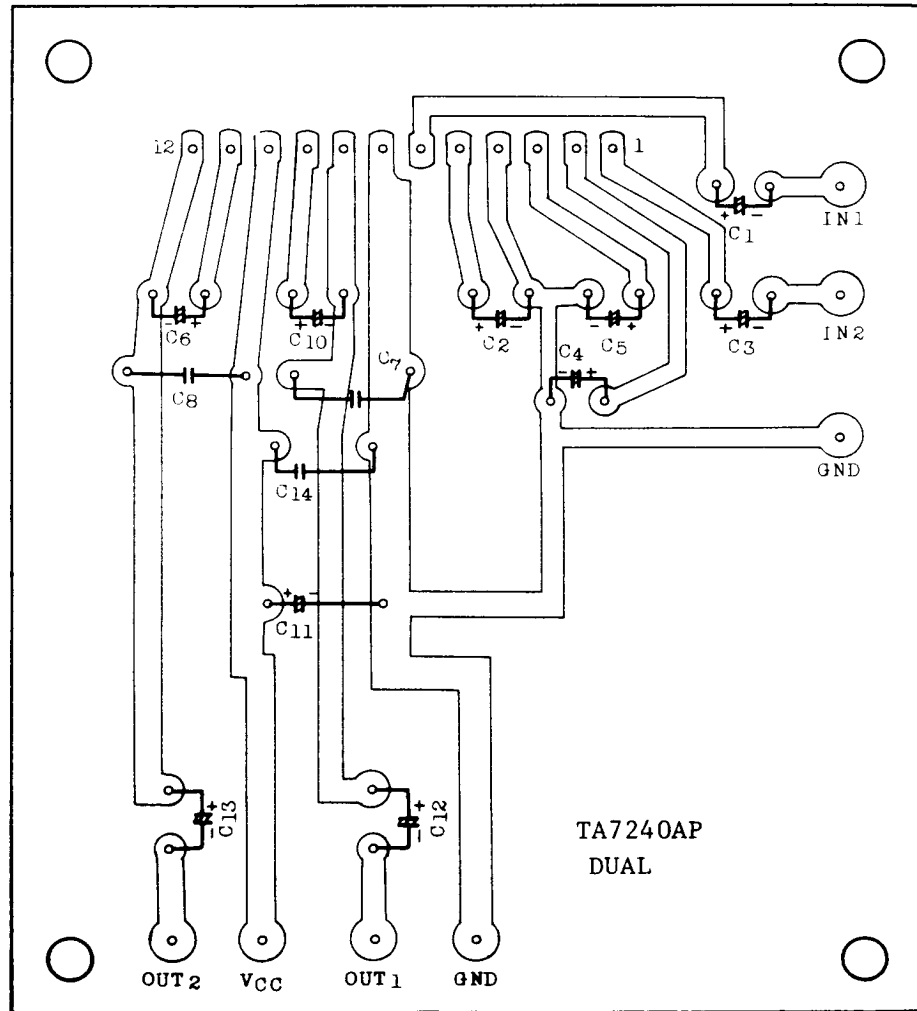 12 1
+ -
C1
IN1
- +
C6
+ -
C10
+ -
C2
- +
C5
+ -
C3
IN2
C7
C4
- +
C8
GND
C14
+ -
C11
+
-
C13
+
-
C12
TA7240AP
DUAL
OUT2 VCC OUT1 GND